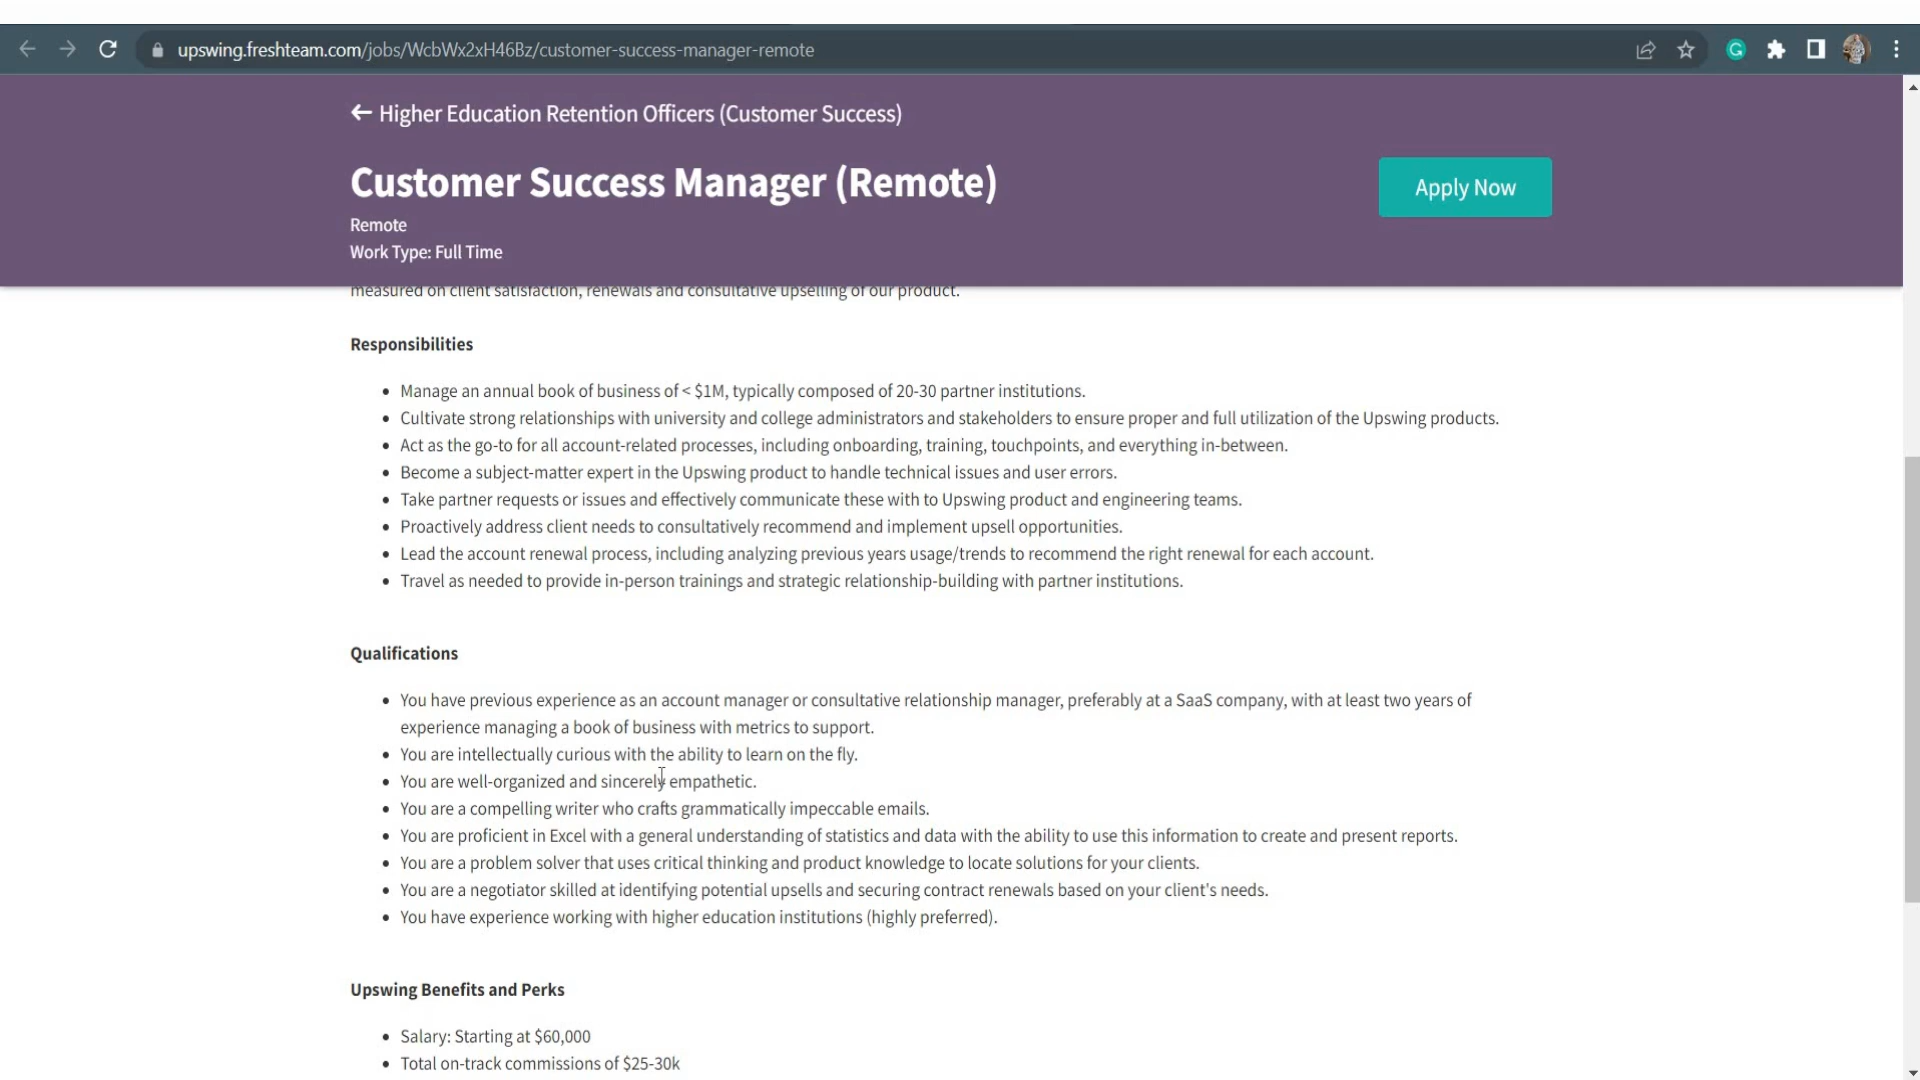 upswing.freshteam.com/jobs/WcbWx2xH46Bz/customer-success-manager-remote
← Higher Education Retention Officers (Customer Success)
Customer Success Manager (Remote)
Apply Now
Remote
Work Type: Full Time
measured on client satisfaction, renewals and consultative upselling of our product.
Responsibilities
• Manage an annual book of business of < $1M, typically composed of 20-30 partner institutions.
• Cultivate strong relationships with university and college administrators and stakeholders to ensure proper and full utilization of the Upswing products.
• Act as the go-to for all account-related processes, including onboarding, training, touchpoints, and everything in-between.
• Become a subject-matter expert in the Upswing product to handle technical issues and user errors.
• Take partner requests or issues and effectively communicate these with to Upswing product and engineering teams.
• Proactively address client needs to consultatively recommend and implement upsell opportunities.
• Lead the account renewal process, including analyzing previous years usage/trends to recommend the right renewal for each account.
• Travel as needed to provide in-person trainings and strategic relationship-building with partner institutions.
Qualifications
• You have previous experience as an account manager or consultative relationship manager, preferably at a SaaS company, with at least two years of
experience managing a book of business with metrics to support.
• You are intellectually curious with the ability to learn on the fly.
• You are well-organized and sincerely empathetic.
• You are a compelling writer who crafts grammatically impeccable emails.
• You are proficient in Excel with a general understanding of statistics and data with the ability to use this information to create and present reports.
• You are a problem solver that uses critical thinking and product knowledge to locate solutions for your clients.
• You are a negotiator skilled at identifying potential upsells and securing contract renewals based on your client's needs.
• You have experience working with higher education institutions (highly preferred).
Upswing Benefits and Perks
• Salary: Starting at $60,000
• Total on-track commissions of $25-30k